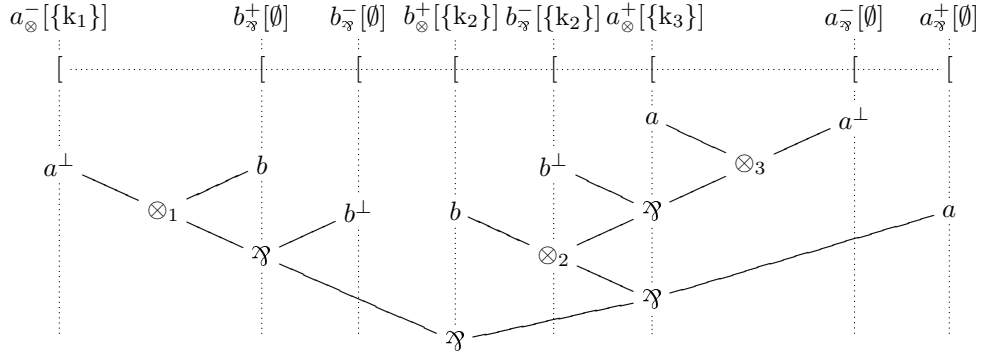 a⊗−[{k1}] b⅋+[∅] b⅋−[∅] b⊗+[{k2}] b⅋−[{k2}] a⊗+[{k3}] a⅋−[∅] a⅋+[∅]
[ [ [ [ [ [ [ [
a a⊥
⊗3
a⊥ b b⊥
⊗1 b⊥ b ⅋ a
⅋ ⊗2
⅋
⅋